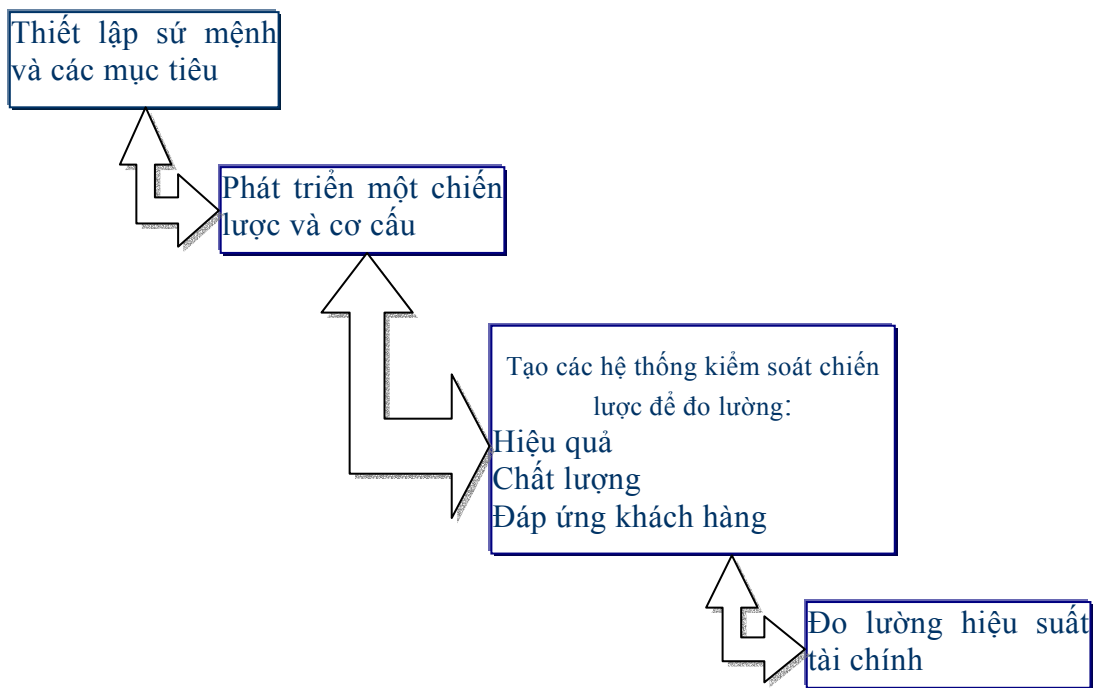 Thiết lập sứ mệnh
và các mục tiêu
Phát triển một chiến
lược và cơ cấu
Tạo các hệ thống kiểm soát chiến
lược để đo lường:
Hiệu quả
Chất lượng
Đáp ứng khách hàng
Đo lường hiệu suất
tài chính